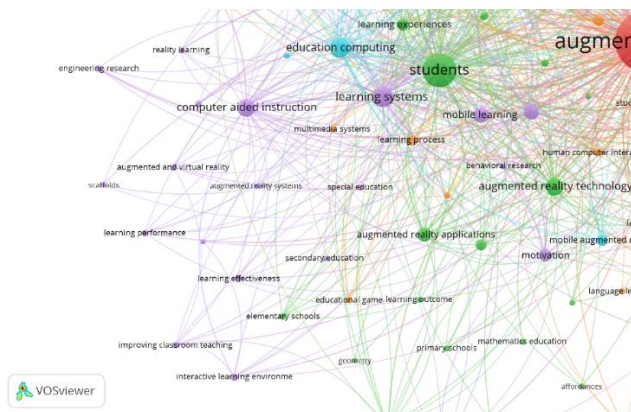 learning experiences
augmen
reality learning
education computing
engineering research
students
learning systems
stud
computer aided instruction
mobile learning
multimedia systems
learning process
human computer intera
augmented and virtual reality
behavioral research
scaffolds
augmented reality systems
special education
augmented reality technology
learning performance
augmented reality applications
mobile augmented r
secondary education
motivation
learning effectiveness
language le
educational game
learning outcome
elementary schools
improving classroom teaching
primary schools
mathematics education
geometry
interactive learning environme
affordances
VOSviewer